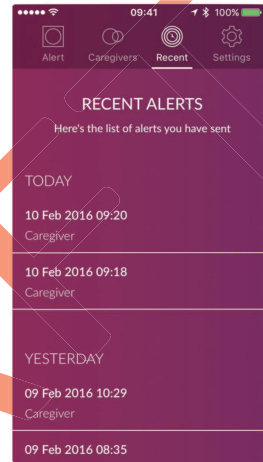 09:41 100%
Alert Caregivers Recent Settings
RECENT ALERTS
Here's the list of alerts you have sent
TODAY
10 Feb 2016 09:20
Caregiver
10 Feb 2016 09:18
Caregiver
YESTERDAY
09 Feb 2016 10:29
Caregiver
09 Feb 2016 08:35